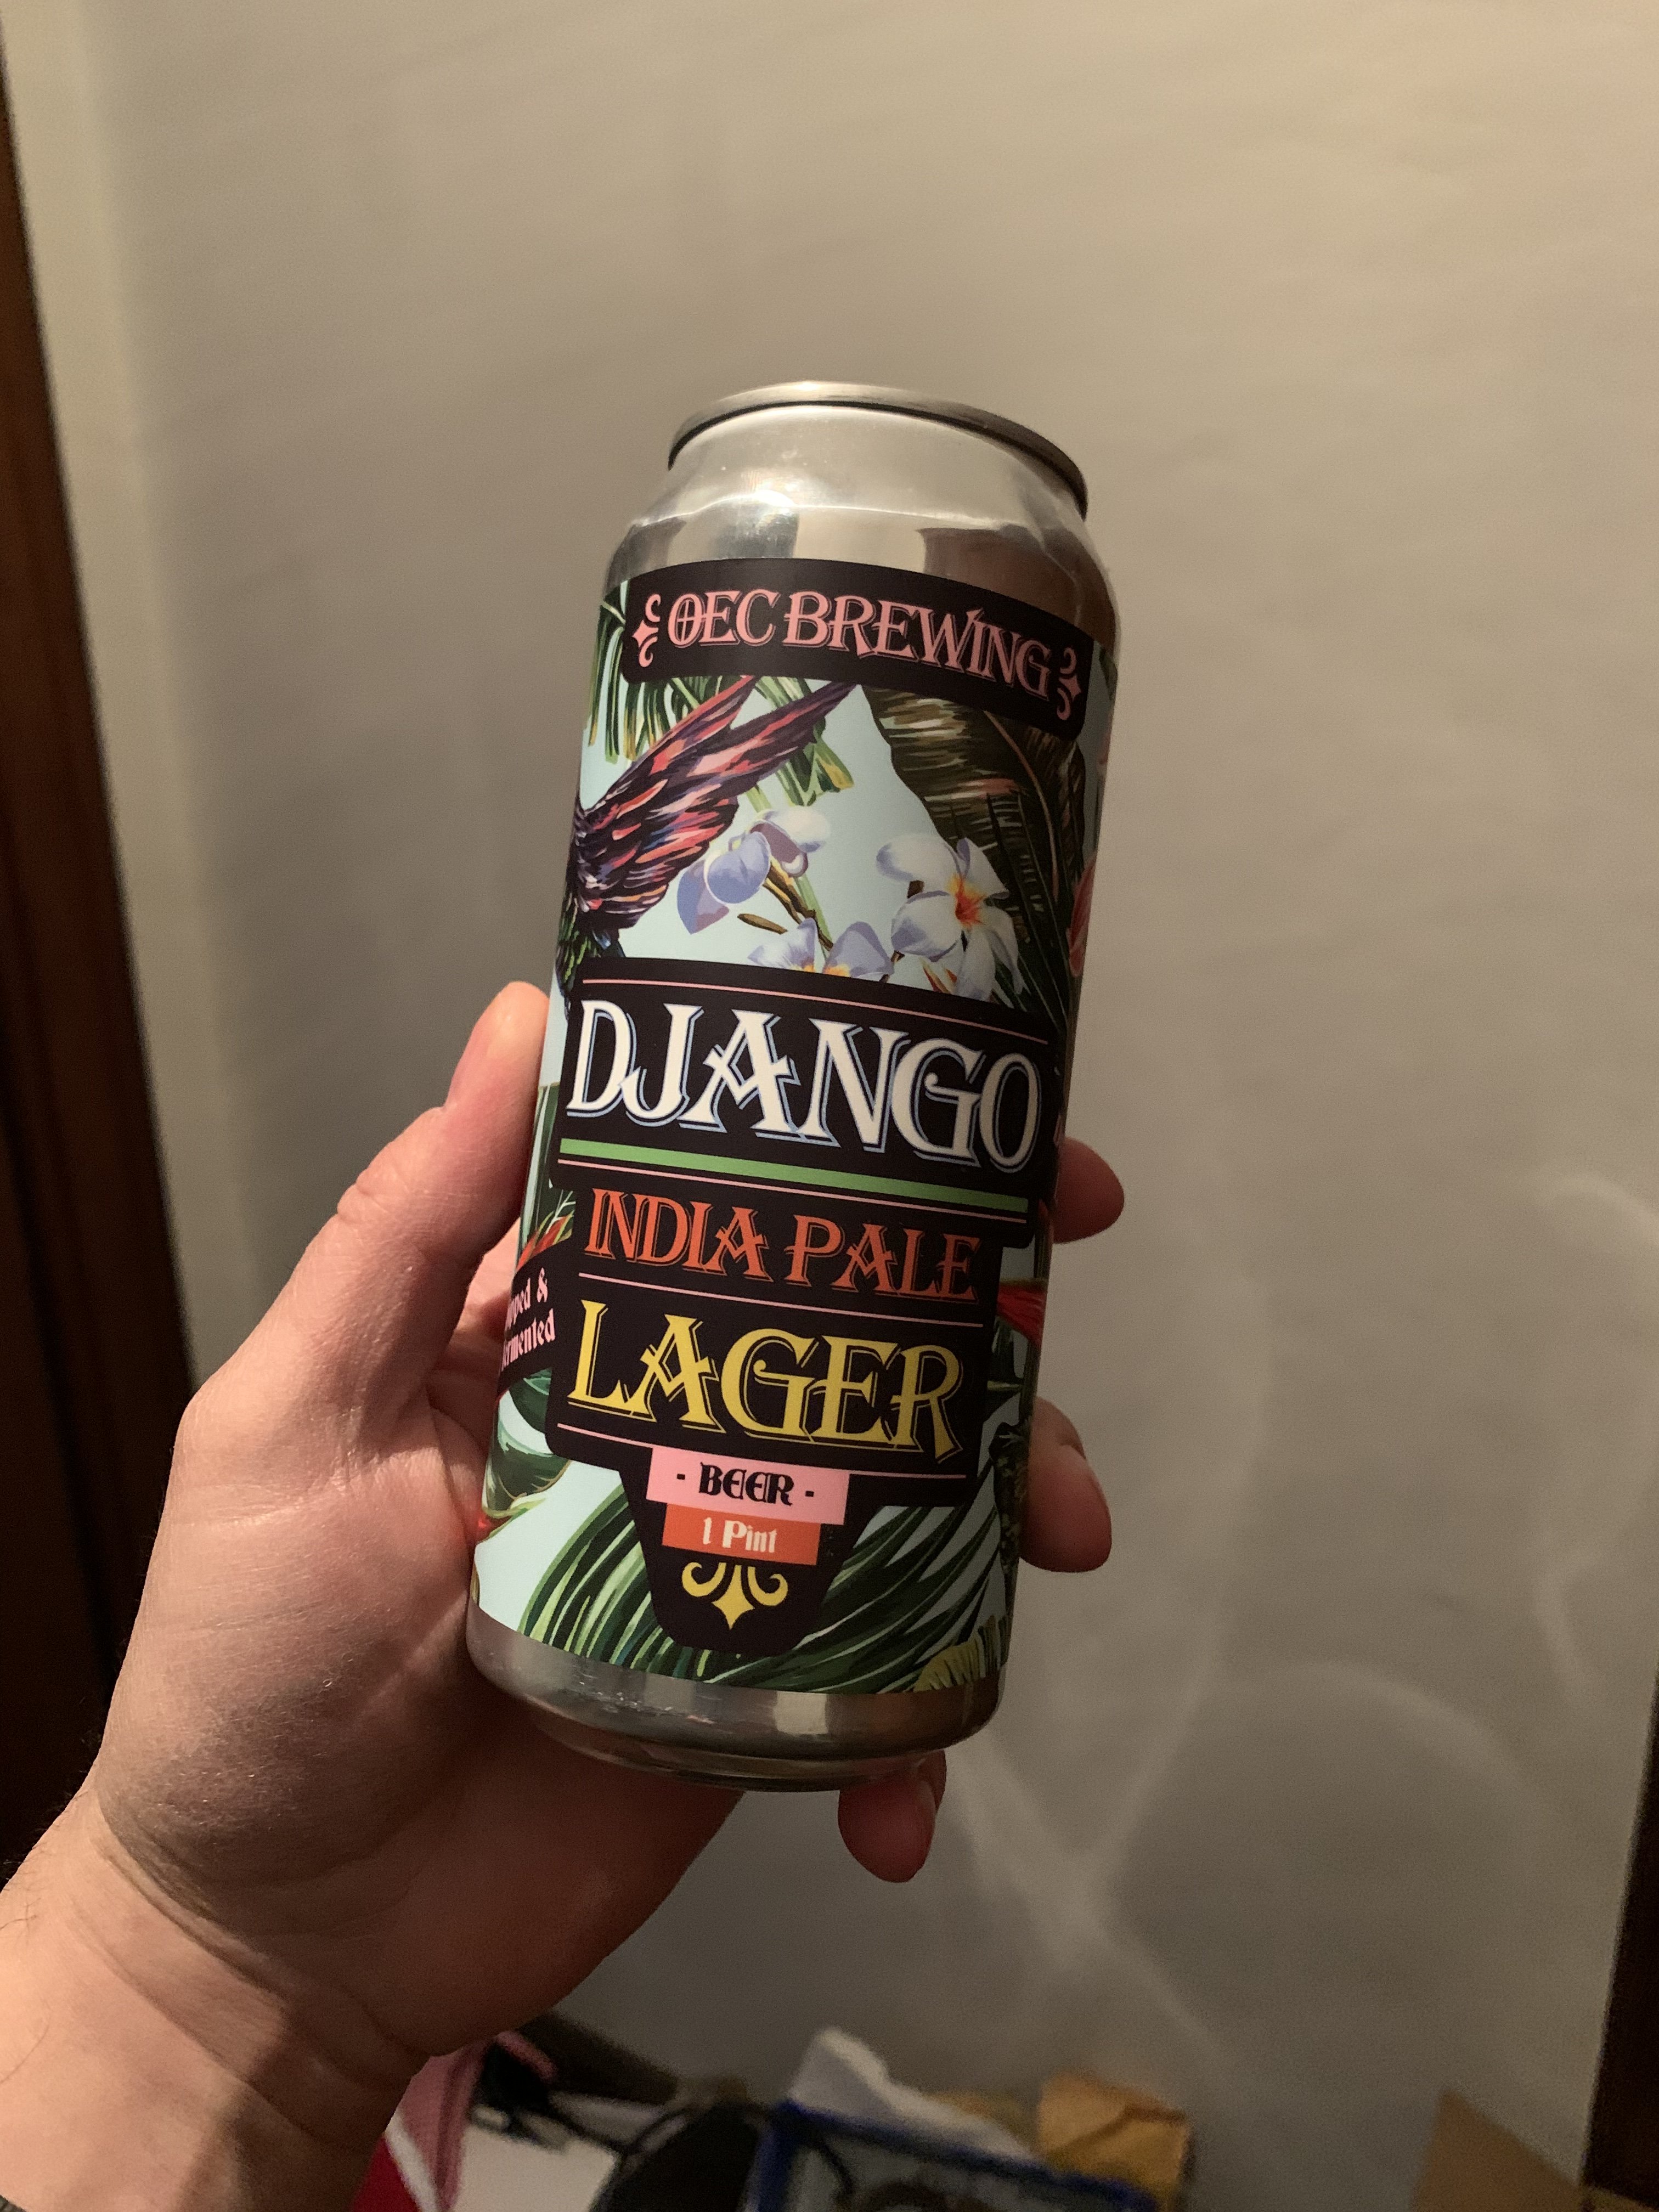 OEC BREWING
DJANGO
INDIA PALE
LAGER
- BEER -
1 Pint
&